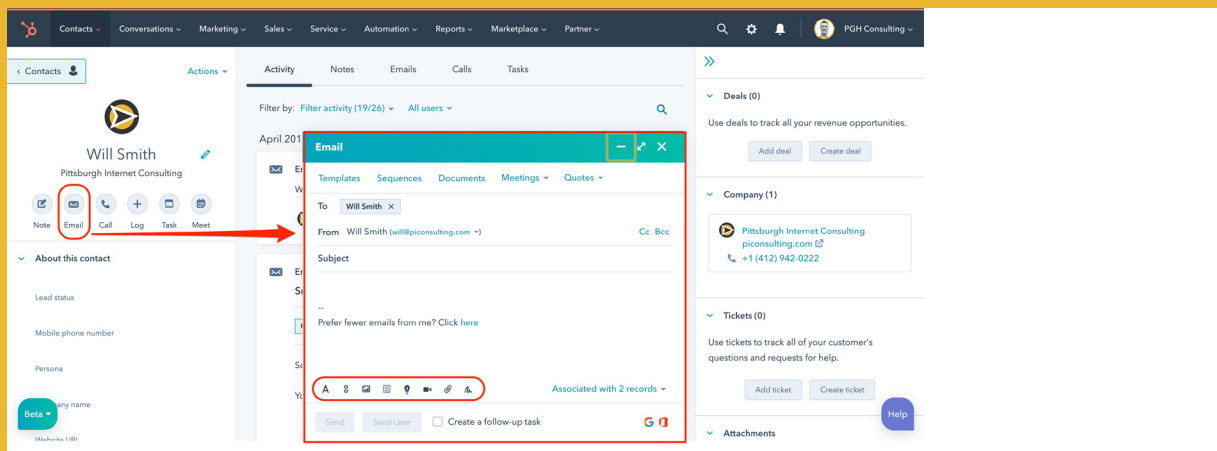 Contacts Conversations Marketing Sales Service Automation Reports Marketplace Partner PGH Consulting
Contacts
Actions
Will Smith
Pittsburgh Internet Consulting
Note Email Call Log Task Meet
About this contact
Lead status
Mobile phone number
Persona
any name
Beta
Website URL
Activity Notes Emails Calls Tasks
Filter by: Filter activity (19/26) All users
April 201
Email
Templates Sequences Documents Meetings Quotes
To Will Smith ×
From Will Smith (will@piconsulting.com) Cc Bcc
Subject
--
Prefer fewer emails from me? Click here
Associated with 2 records
Send Send Later Create a follow-up task
Deals (0)
Use deals to track all your revenue opportunities.
Add deal Create deal
Company (1)
Pittsburgh Internet Consulting
piconsulting.com
+1 (412) 942-0222
Tickets (0)
Use tickets to track all of your customer's
questions and requests for help.
Add ticket Create ticket
Help
Attachments